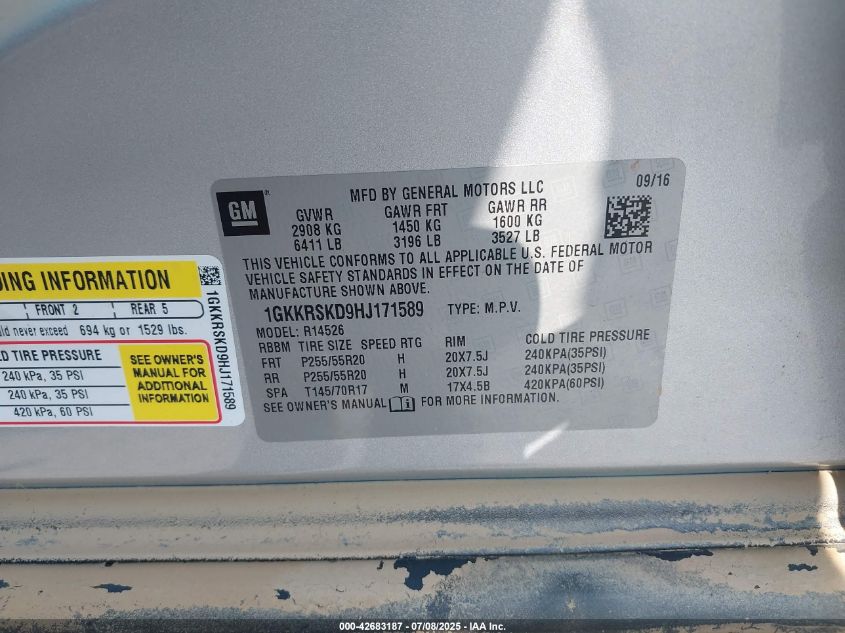 GM
MFD BY GENERAL MOTORS LLC
09/16
GVWR GAWR FRT GAWR RR
2908 KG 1450 KG 1600 KG
6411 LB 3196 LB 3527 LB
THIS VEHICLE CONFORMS TO ALL APPLICABLE U.S. FEDERAL MOTOR
VEHICLE SAFETY STANDARDS IN EFFECT ON THE DATE OF
MANUFACTURE SHOWN ABOVE.
1GKKRSKD9HJ171589 TYPE: M.P.V.
MODEL: R14526
RBBM TIRE SIZE SPEED RTG RIM COLD TIRE PRESSURE
FRT P255/55R20 H 20X7.5J 240KPA(35PSI)
RR P255/55R20 H 20X7.5J 240KPA(35PSI)
SPA T145/70R17 M 17X4.5B 420KPA(60PSI)
SEE OWNER'S MANUAL FOR MORE INFORMATION.
DING INFORMATION
FRONT 2 REAR 5
never exceed 694 kg or 1529 lbs.
TIRE PRESSURE
240 kPa, 35 PSI
240 kPa, 35 PSI
420 kPa, 60 PSI
SEE OWNER'S
MANUAL FOR
ADDITIONAL
INFORMATION
1GKKRSKD9HJ171589
000-42683187 - 07/08/2025 - IAA Inc.